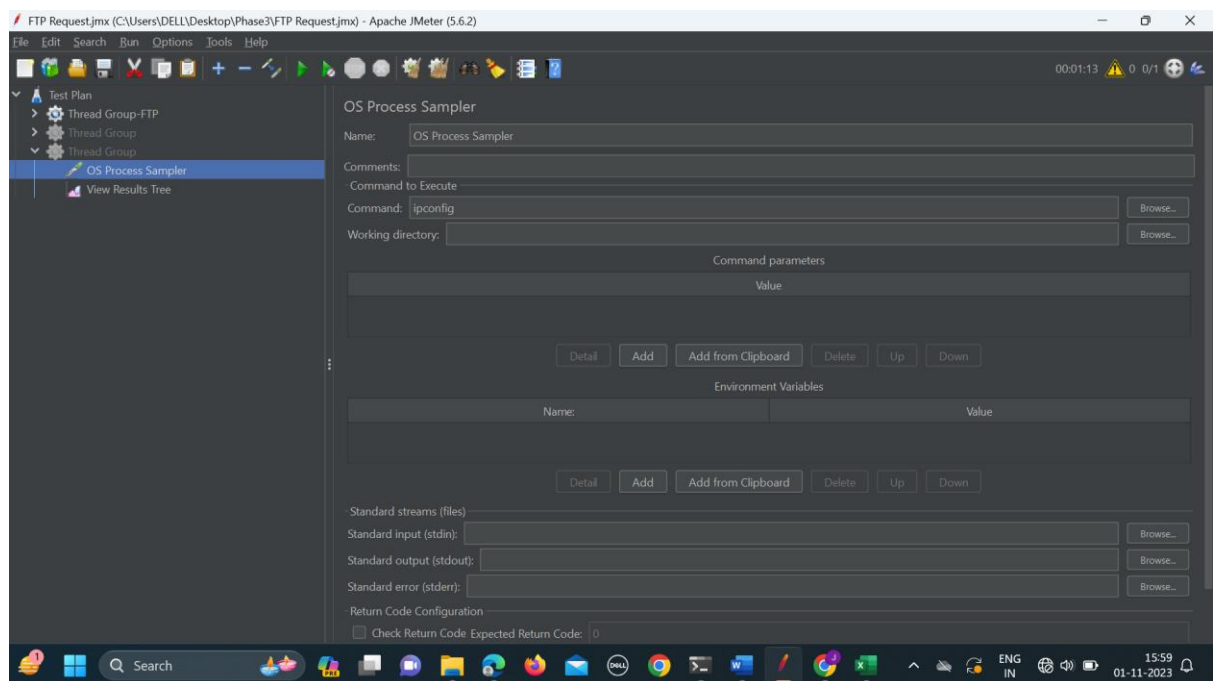 FTP Request.jmx (C:\Users\DELL\Desktop\Phase3\FTP Request.jmx) - Apache JMeter (5.6.2)
File Edit Search Run Options Tools Help
00:01:13 0 0/1
Test Plan
Thread Group-FTP
Thread Group
Thread Group
OS Process Sampler
View Results Tree
OS Process Sampler
Name: OS Process Sampler
Comments:
Command to Execute
Command: ipconfig Browse...
Working directory: Browse...
Command parameters
Value
Detail Add Add from Clipboard Delete Up Down
Environment Variables
Name: Value
Detail Add Add from Clipboard Delete Up Down
Standard streams (files)
Standard input (stdin): Browse...
Standard output (stdout): Browse...
Standard error (stderr): Browse...
Return Code Configuration
Check Return Code Expected Return Code: 0
1 Search PRE DELL W J X ENG 15:59
IN 01-11-2023